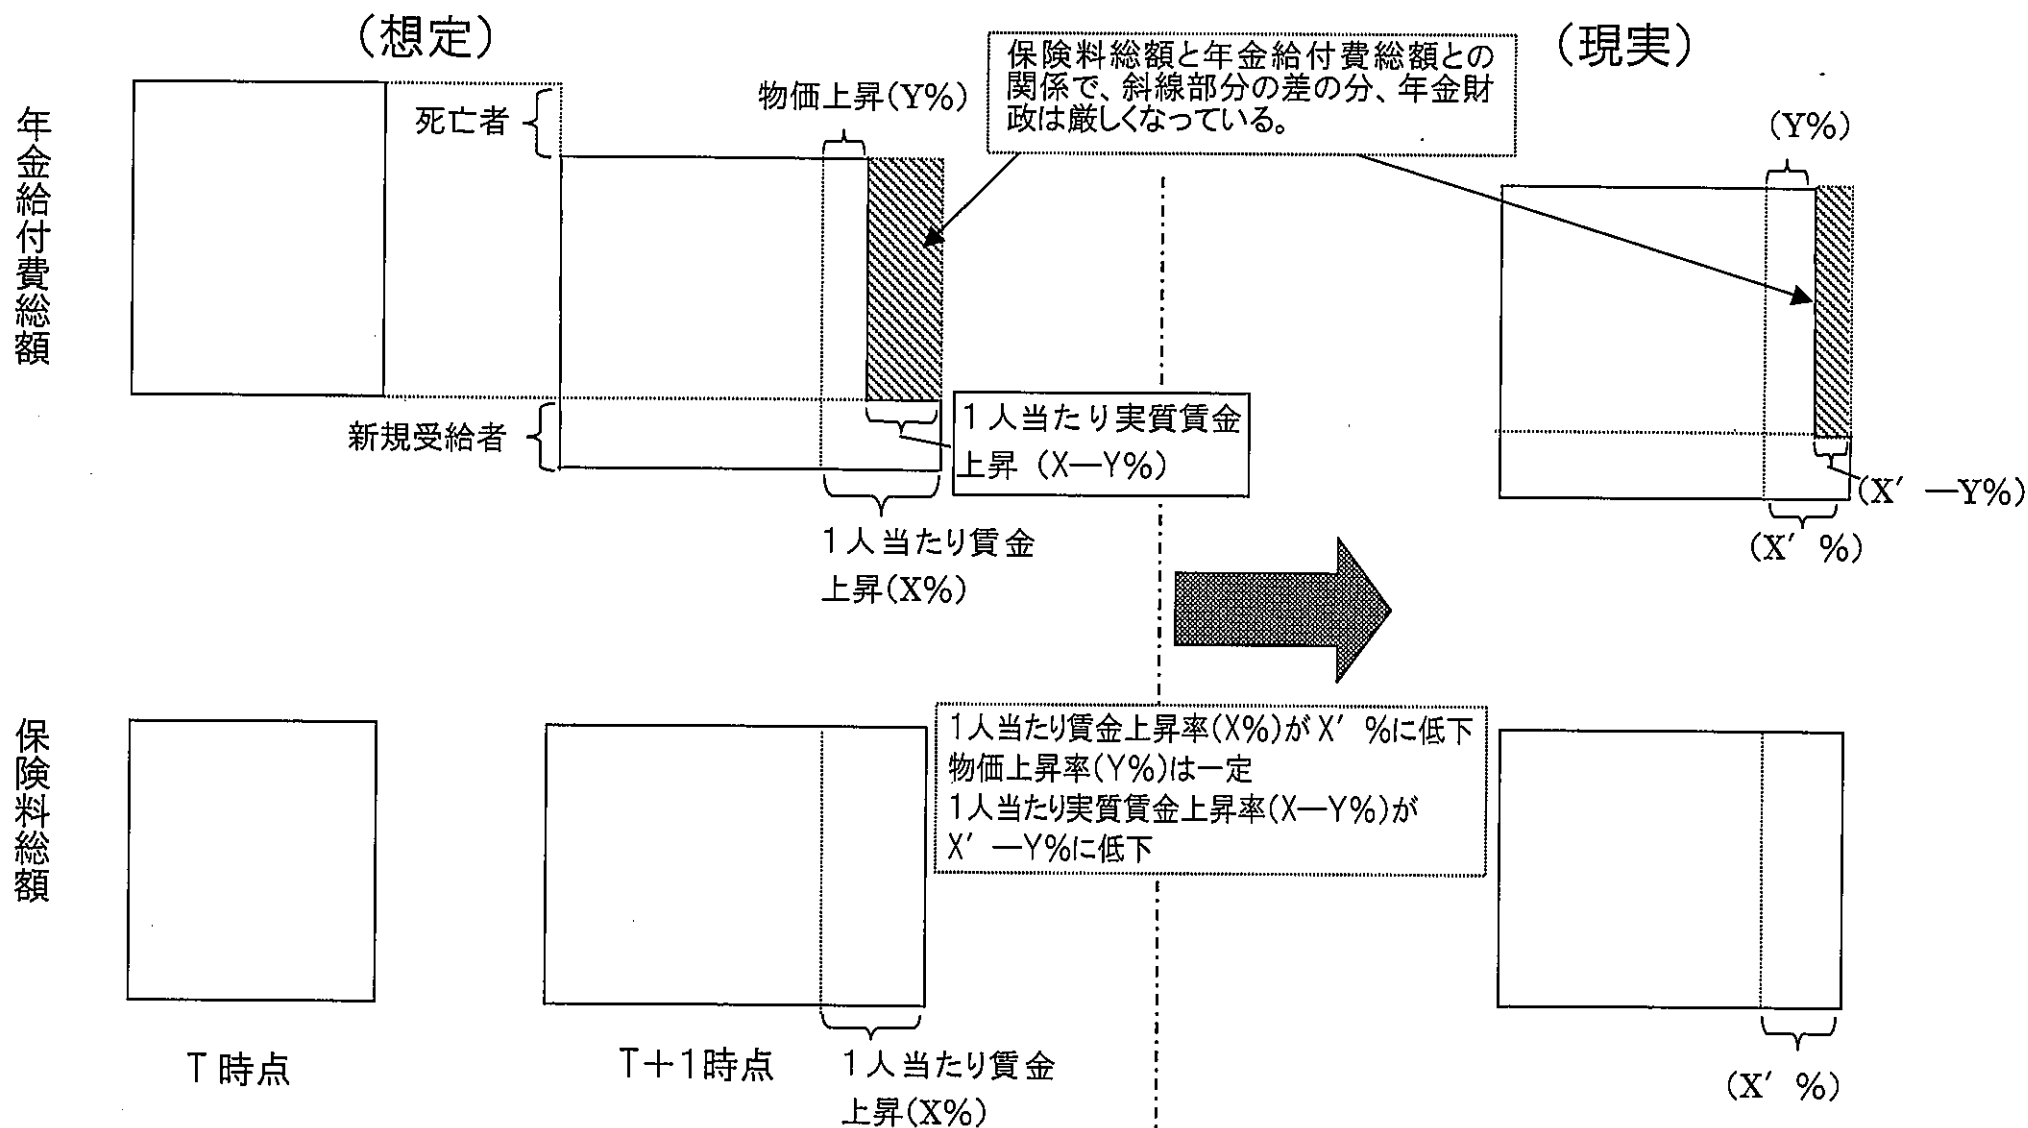 （想定）
（現実）
保険料総額と年金給付費総額との
関係で、斜線部分の差の分、年金財
政は厳しくなっている。
年金給付費総額
死亡者
物価上昇(Y%)
(Y%)
新規受給者
1人当たり実質賃金
上昇（X—Y%）
1人当たり賃金
上昇(X%)
(X′ —Y%)
(X′ %)
保険料総額
1人当たり賃金上昇率(X%)がX′ %に低下
物価上昇率(Y%)は一定
1人当たり実質賃金上昇率(X—Y%)が
X′ —Y%に低下
T時点
T＋1時点
1人当たり賃金
上昇(X%)
(X′ %)